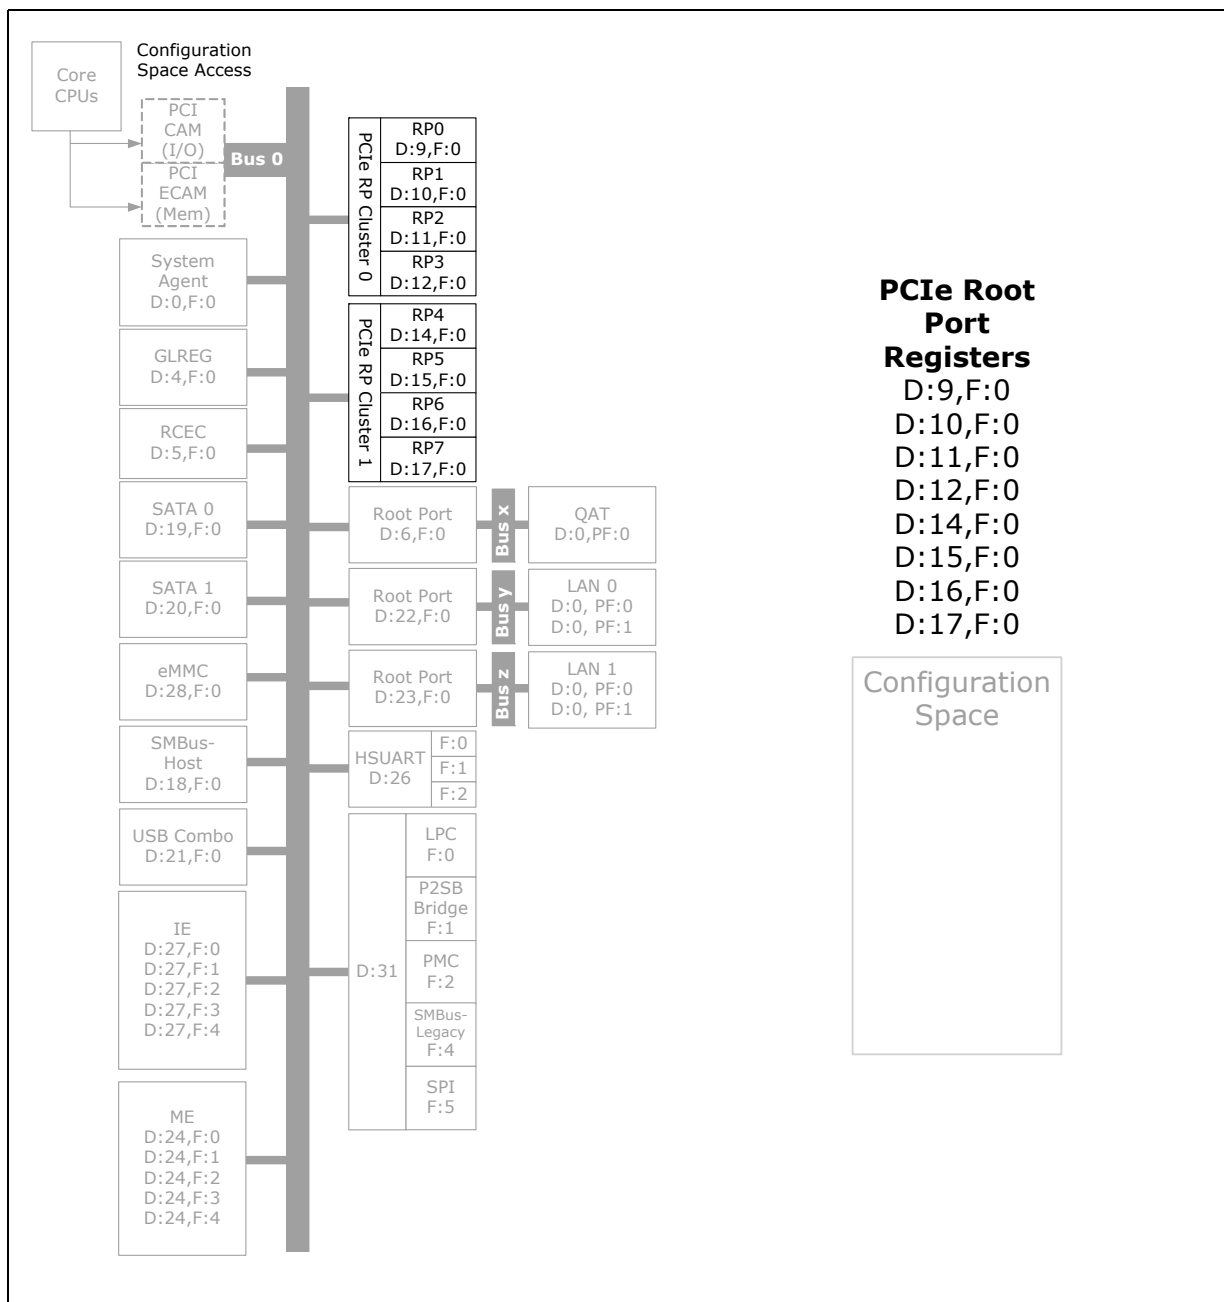 Core
CPUs
Configuration
Space Access
PCI
CAM
(I/O)
PCI
ECAM
(Mem)
Bus 0
System
Agent
D:0,F:0
GLREG
D:4,F:0
RCEC
D:5,F:0
SATA 0
D:19,F:0
SATA 1
D:20,F:0
eMMC
D:28,F:0
SMBus-
Host
D:18,F:0
USB Combo
D:21,F:0
IE
D:27,F:0
D:27,F:1
D:27,F:2
D:27,F:3
D:27,F:4
ME
D:24,F:0
D:24,F:1
D:24,F:2
D:24,F:3
D:24,F:4
PCIe RP Cluster 0
RP0
D:9,F:0
RP1
D:10,F:0
RP2
D:11,F:0
RP3
D:12,F:0
PCIe RP Cluster 1
RP4
D:14,F:0
RP5
D:15,F:0
RP6
D:16,F:0
RP7
D:17,F:0
Root Port
D:6,F:0
Bus x
QAT
D:0,PF:0
Root Port
D:22,F:0
Bus y
LAN 0
D:0, PF:0
D:0, PF:1
Root Port
D:23,F:0
Bus z
LAN 1
D:0, PF:0
D:0, PF:1
HSUART
D:26
F:0
F:1
F:2
D:31
LPC
F:0
P2SB
Bridge
F:1
PMC
F:2
SMBus-
Legacy
F:4
SPI
F:5
PCIe Root
Port
Registers
D:9,F:0
D:10,F:0
D:11,F:0
D:12,F:0
D:14,F:0
D:15,F:0
D:16,F:0
D:17,F:0
Configuration
Space